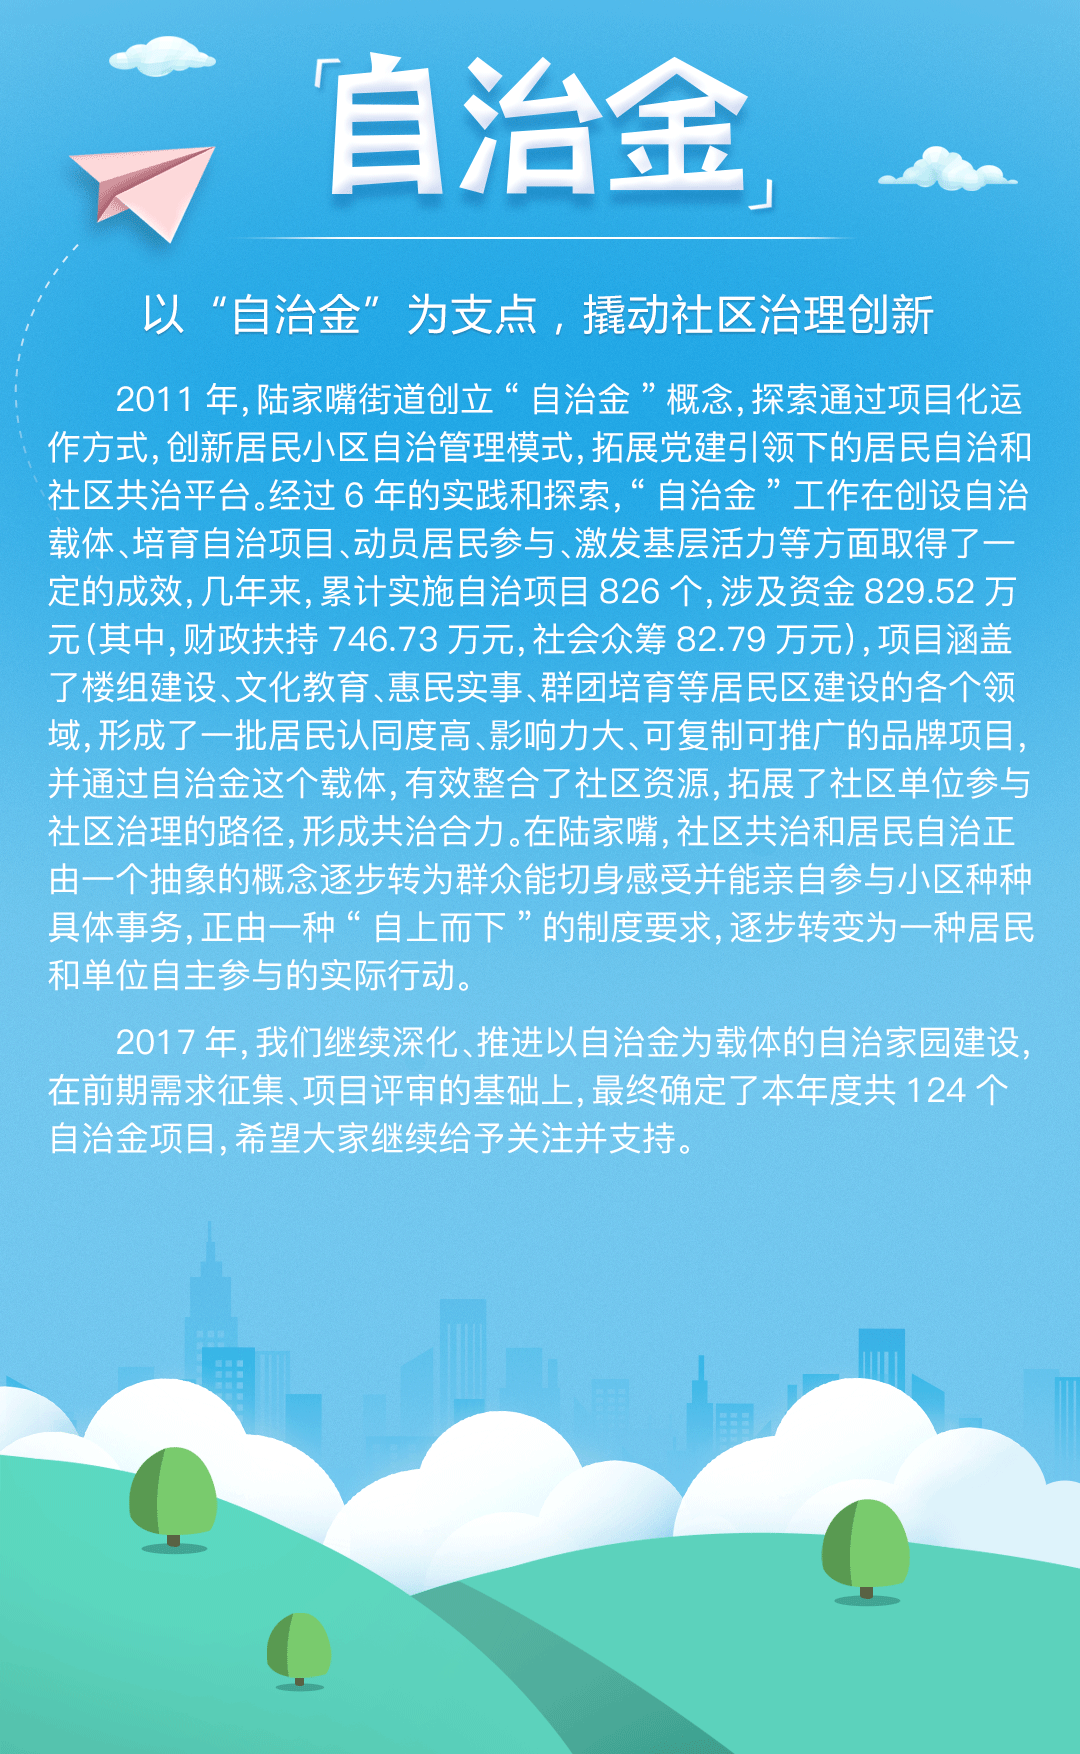 「自治金」
以“自治金”为支点，撬动社区治理创新
2011 年，陆家嘴街道创立“自治金”概念，探索通过项目化运
作方式，创新居民小区自治管理模式，拓展党建引领下的居民自治和
社区共治平台。经过 6 年的实践和探索，“自治金”工作在创设自治
载体、培育自治项目、动员居民参与、激发基层活力等方面取得了一
定的成效，几年来，累计实施自治项目 826 个，涉及资金 829.52 万
元（其中，财政扶持 746.73 万元，社会众筹 82.79 万元），项目涵盖
了楼组建设、文化教育、惠民实事、群团培育等居民区建设的各个领
域，形成了一批居民认同度高、影响力大、可复制可推广的品牌项目，
并通过自治金这个载体，有效整合了社区资源，拓展了社区单位参与
社区治理的路径，形成共治合力。在陆家嘴，社区共治和居民自治正
由一个抽象的概念逐步转为群众能切身感受并能亲自参与小区种种
具体事务，正由一种“自上而下”的制度要求，逐步转变为一种居民
和单位自主参与的实际行动。
2017 年，我们继续深化、推进以自治金为载体的自治家园建设，
在前期需求征集、项目评审的基础上，最终确定了本年度共 124 个
自治金项目，希望大家继续给予关注并支持。